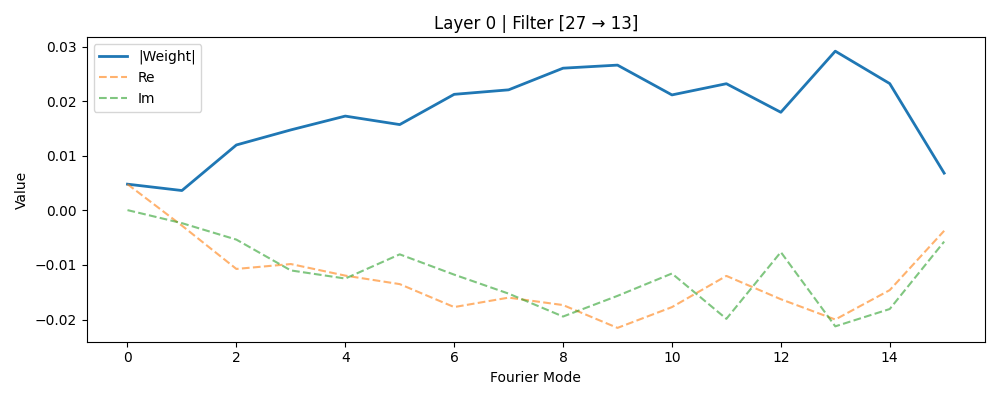 Layer 0 | Filter [27 → 13]
|Weight|
Re
Im
Value
0.03
0.02
0.01
0.00
−0.01
−0.02
0 2 4 6 8 10 12 14
Fourier Mode